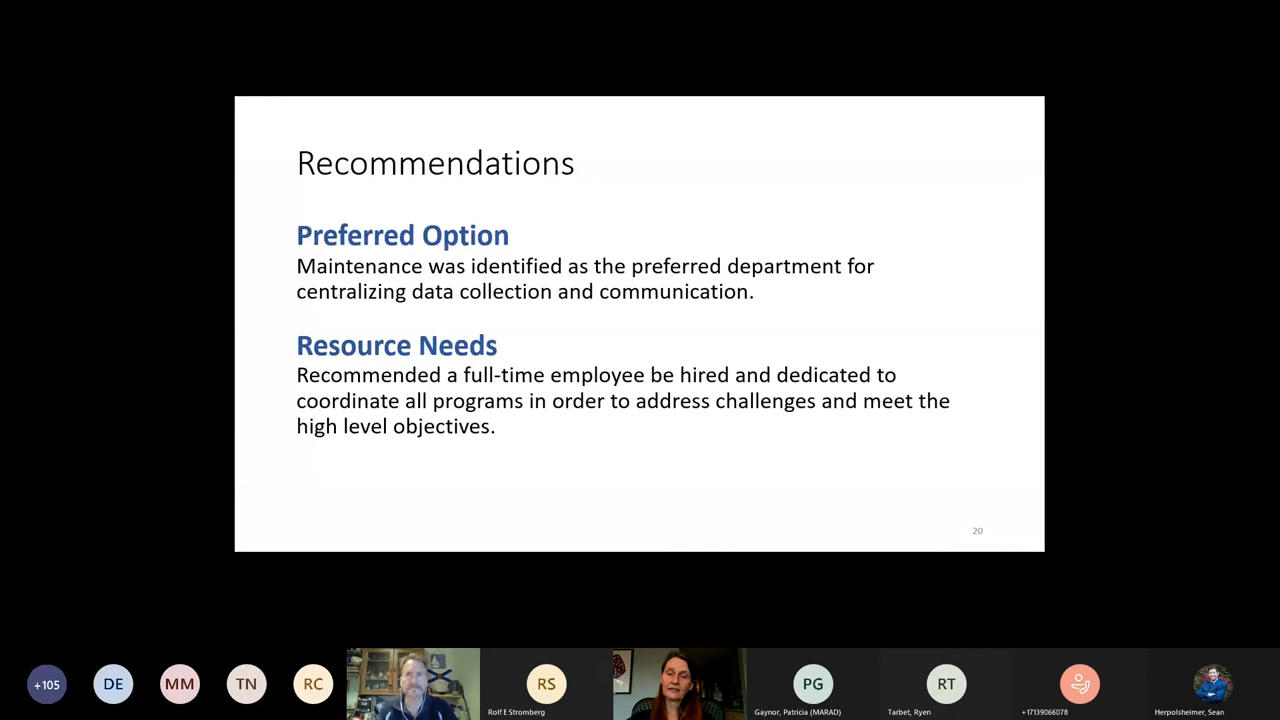 Recommendations
Preferred Option
Maintenance was identified as the preferred department for
centralizing data collection and communication.
Resource Needs
Recommended a full-time employee be hired and dedicated to
coordinate all programs in order to address challenges and meet the
high level objectives.
20
+105
DE
MM
TN
RC
RS
Rolf E Stromberg
PG
Gaynor, Patricia (MARAD)
RT
Tarbet, Ryen
+17139066078
Herpolsheimer, Sean